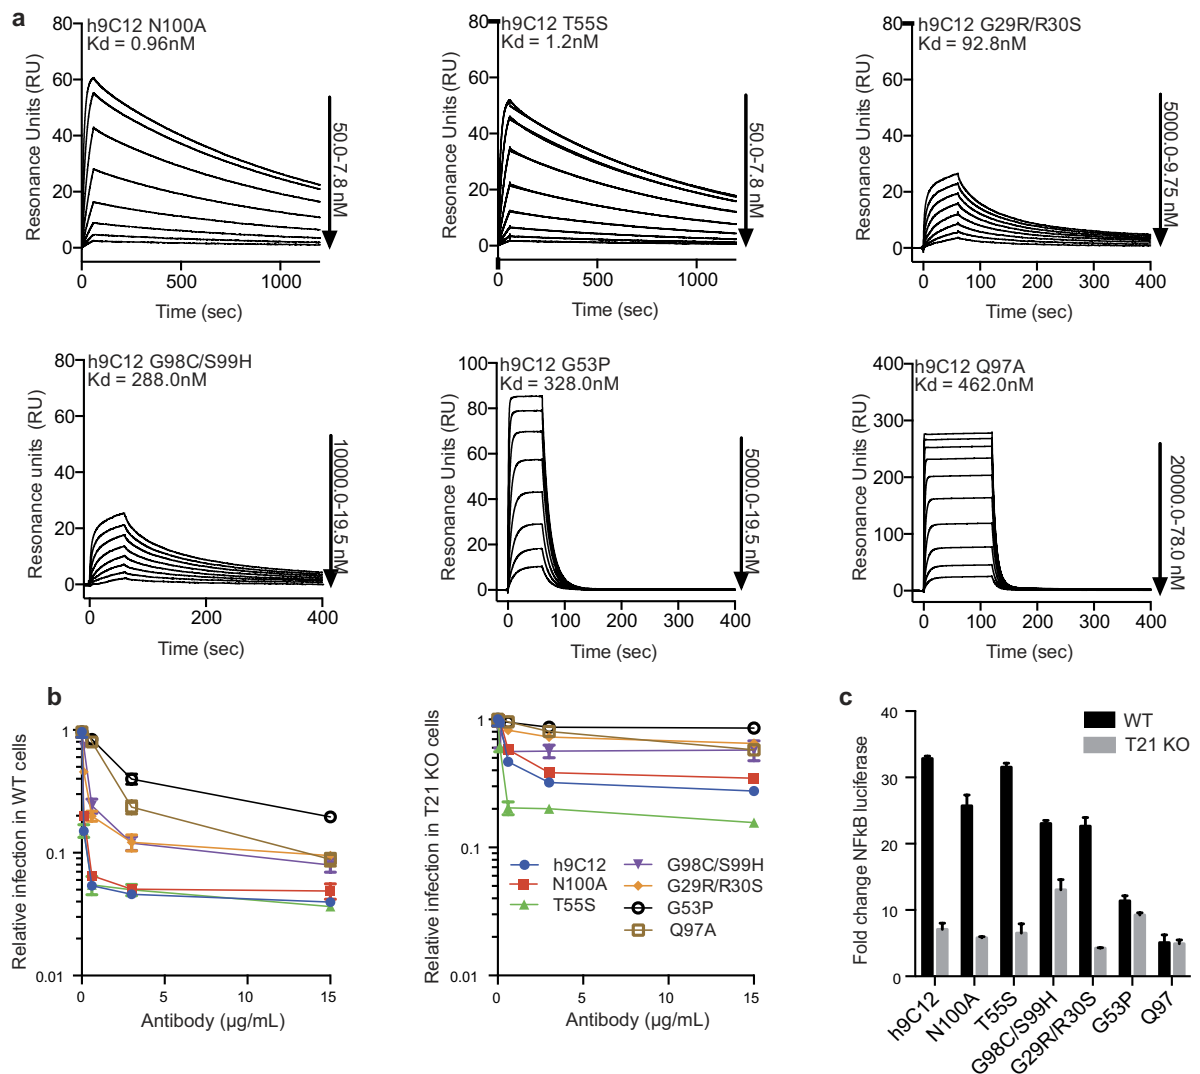 a
h9C12 N100A
Kd = 0.96nM
Resonance Units (RU)
80
60
40
20
0
0 500 1000
Time (sec)
50.0-7.8 nM
h9C12 T55S
Kd = 1.2nM
Resonance Units (RU)
80
60
40
20
0
0 500 1000
Time (sec)
50.0-7.8 nM
h9C12 G29R/R30S
Kd = 92.8nM
Resonance Units (RU)
80
60
40
20
0
0 100 200 300 400
Time (sec)
5000.0-9.75 nM
h9C12 G98C/S99H
Kd = 288.0nM
Resonance units (RU)
80
60
40
20
0
0 200 400
Time (sec)
10000.0-19.5 nM
h9C12 G53P
Kd = 328.0nM
Resonance Units (RU)
100
80
60
40
20
0
0 100 200 300 400
Time (sec)
5000.0-19.5 nM
h9C12 Q97A
Kd = 462.0nM
Resonance Units (RU)
400
300
200
100
0
0 100 200 300 400
Time (sec)
20000.0-78.0 nM
b
Relative infection in WT cells
1
0.1
0.01
0 5 10 15
Antibody (µg/mL)
Relative infection in T21 KO cells
1
0.1
0.01
0 5 10 15
Antibody (µg/mL)
h9C12
N100A
T55S
G98C/S99H
G29R/R30S
G53P
Q97A
c
Fold change NFkB luciferase
40
30
20
10
0
WT
T21 KO
h9C12
N100A
T55S
G98C/S99H
G29R/R30S
G53P
Q97